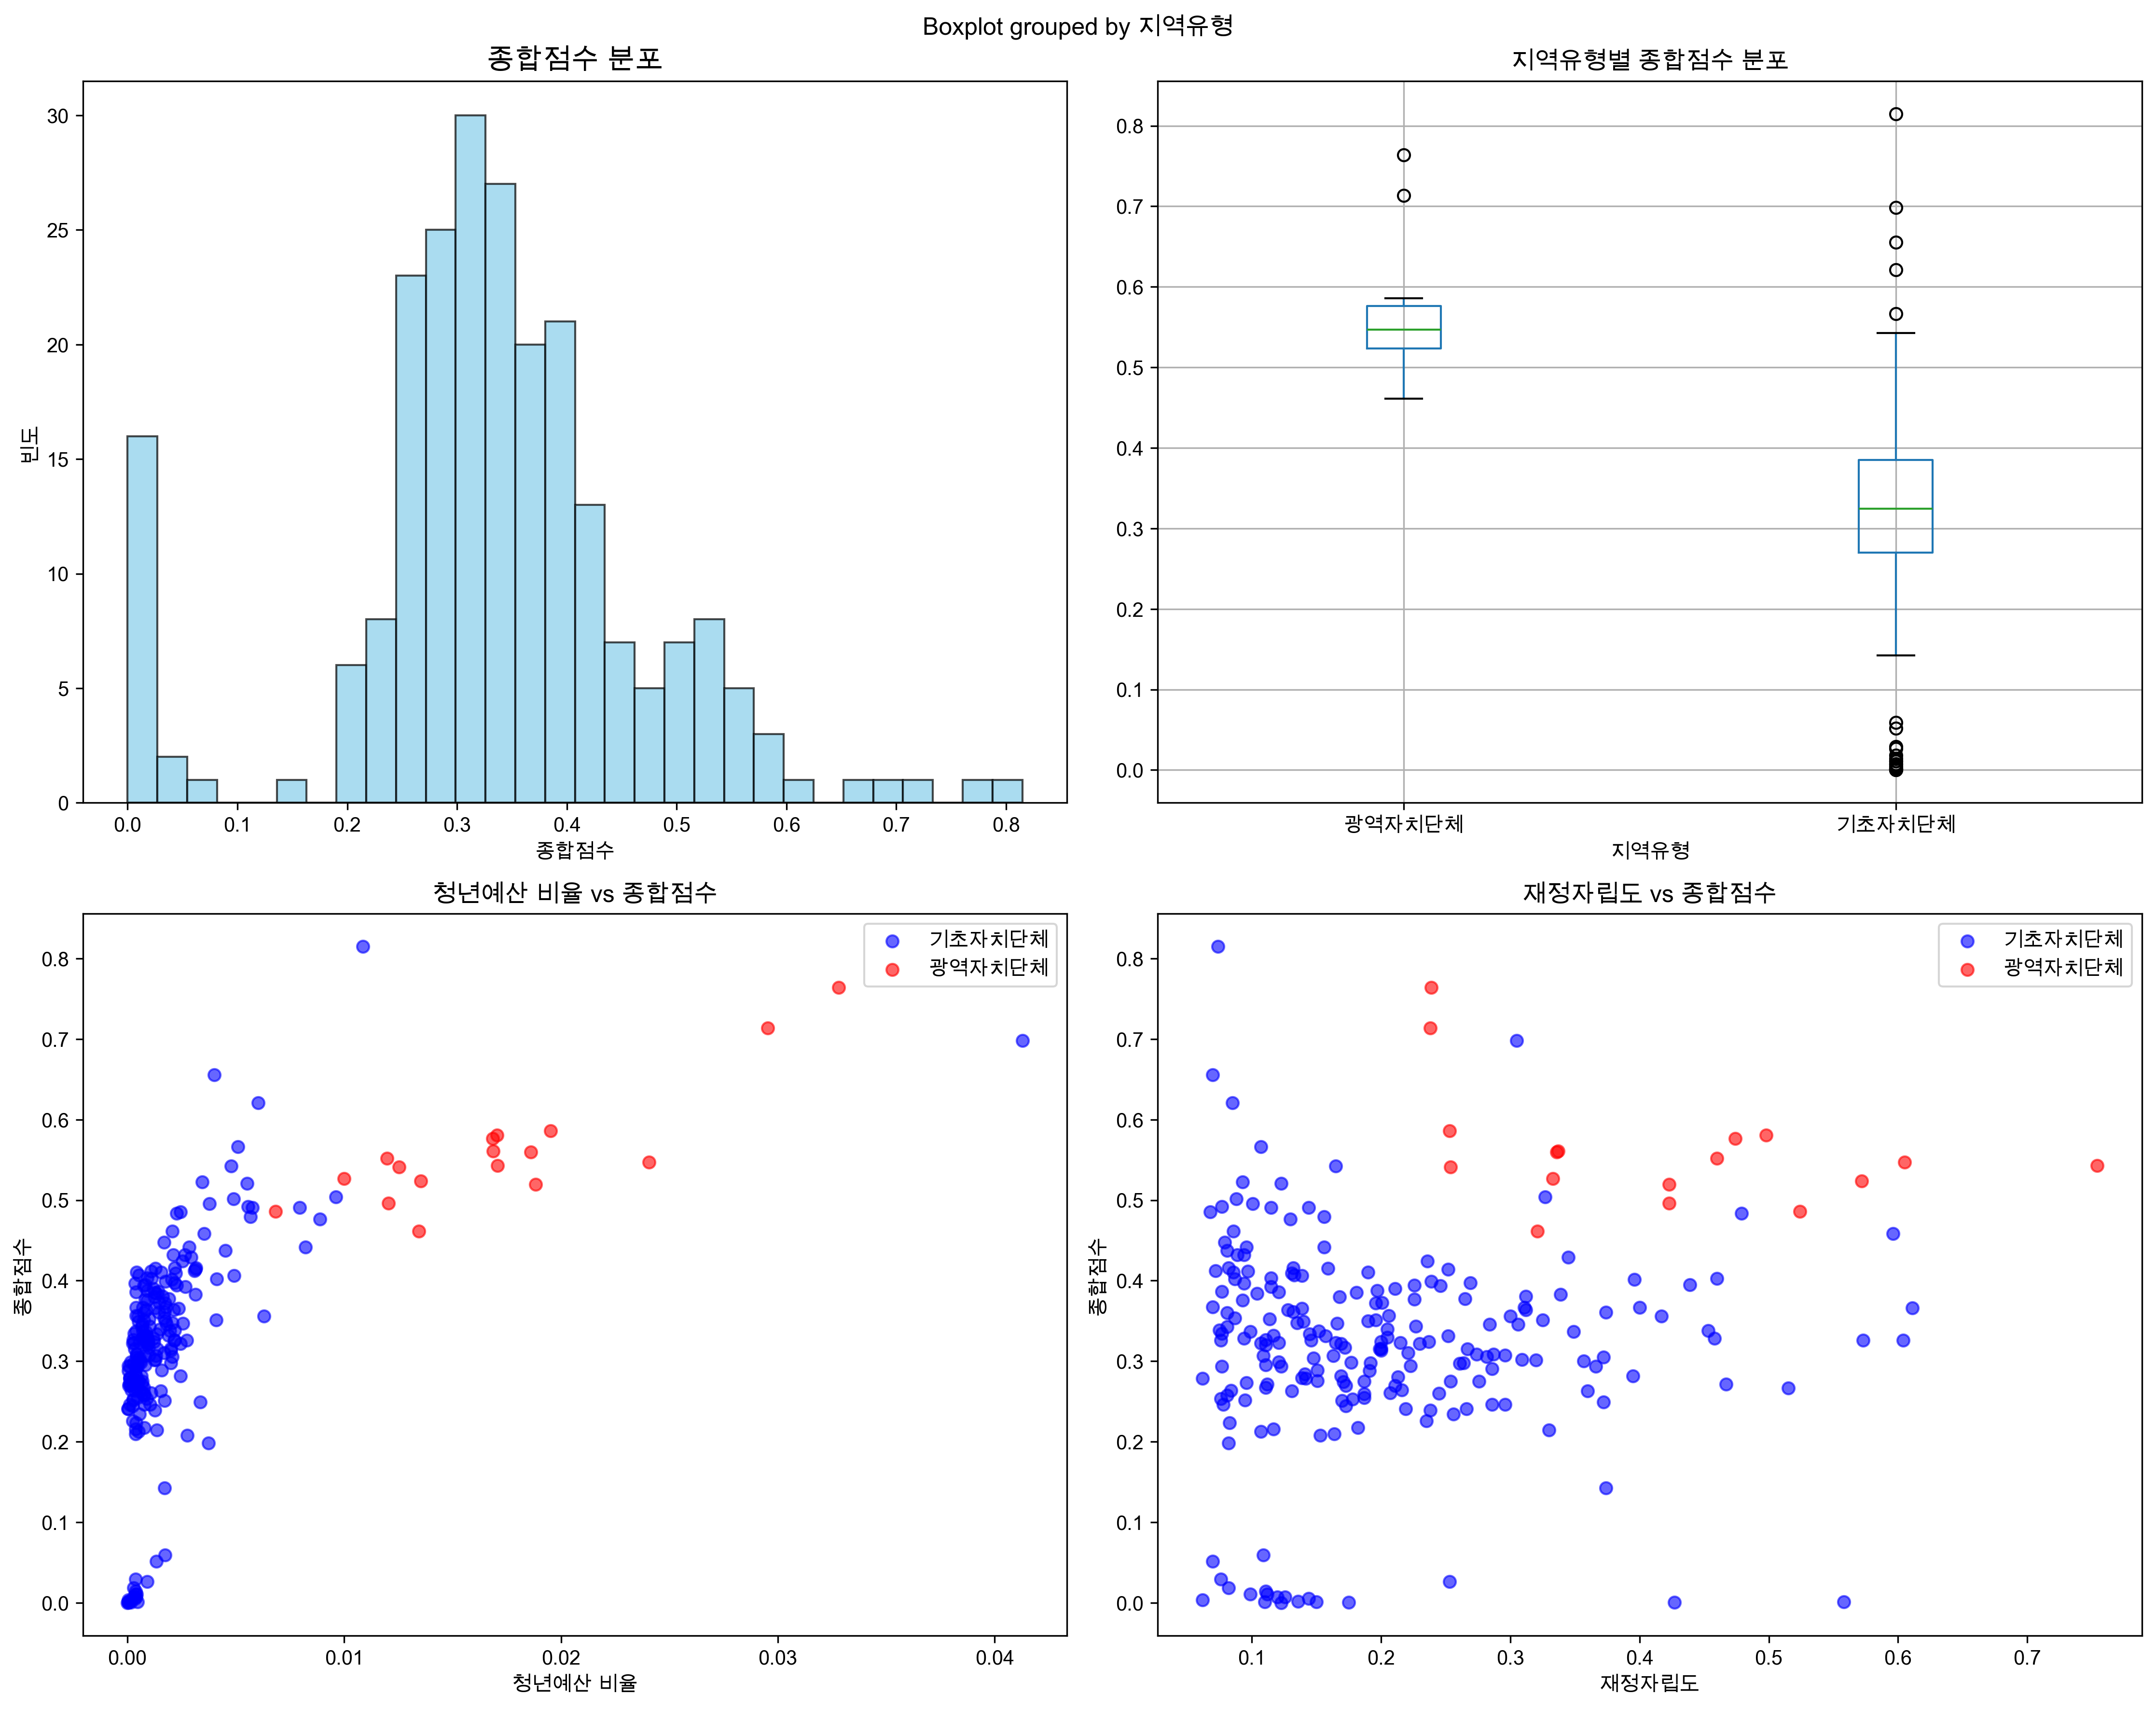 Boxplot grouped by 지역유형
종합점수 분포
30
25
20
15
10
5
0
빈도
0.0 0.1 0.2 0.3 0.4 0.5 0.6 0.7 0.8
종합점수
지역유형별 종합점수 분포
0.8
0.7
0.6
0.5
0.4
0.3
0.2
0.1
0.0
광역자치단체 기초자치단체
지역유형
청년예산 비율 vs 종합점수
기초자치단체
광역자치단체
0.8
0.7
0.6
0.5
0.4
0.3
0.2
0.1
0.0
종합점수
0.00 0.01 0.02 0.03 0.04
청년예산 비율
재정자립도 vs 종합점수
기초자치단체
광역자치단체
0.8
0.7
0.6
0.5
0.4
0.3
0.2
0.1
0.0
종합점수
0.1 0.2 0.3 0.4 0.5 0.6 0.7
재정자립도